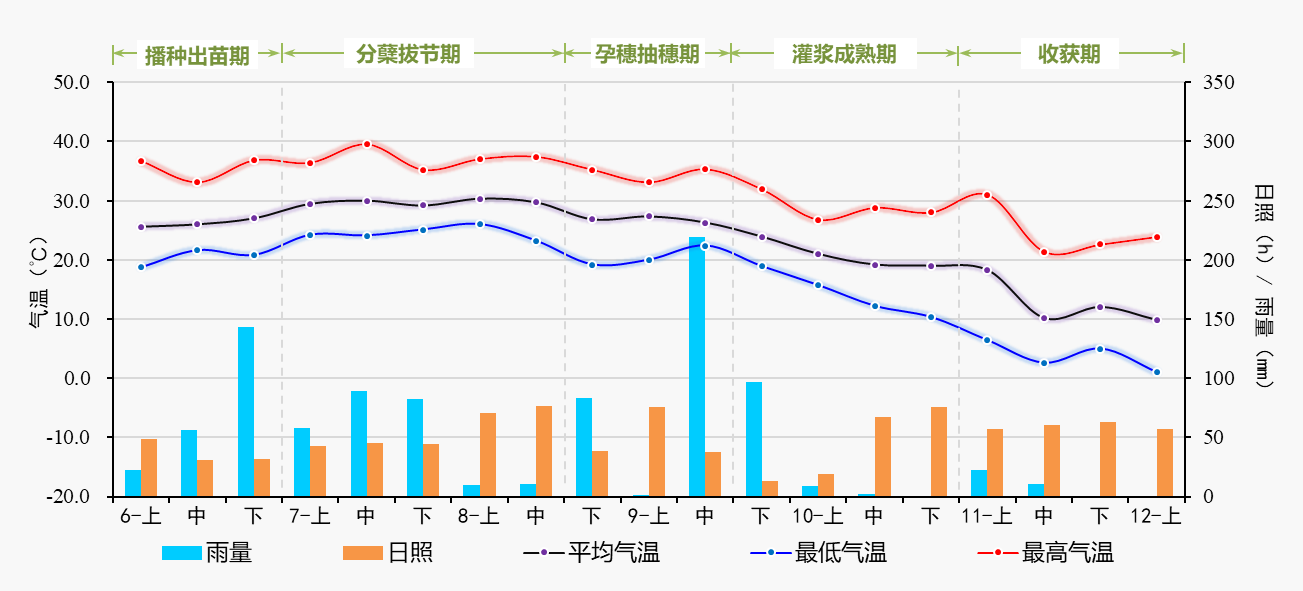 播种出苗期 分蘖拔节期 孕穗抽穗期 灌浆成熟期 收获期
50.0 350
40.0 300
30.0 250
20.0 200
10.0 150
0.0 100
-10.0 50
-20.0 0
气温（℃）
日照（h）/ 雨量（mm）
6-上 中 下 7-上 中 下 8-上 中 下 9-上 中 下 10-上 中 下 11-上 中 下 12-上
雨量 日照 平均气温 最低气温 最高气温